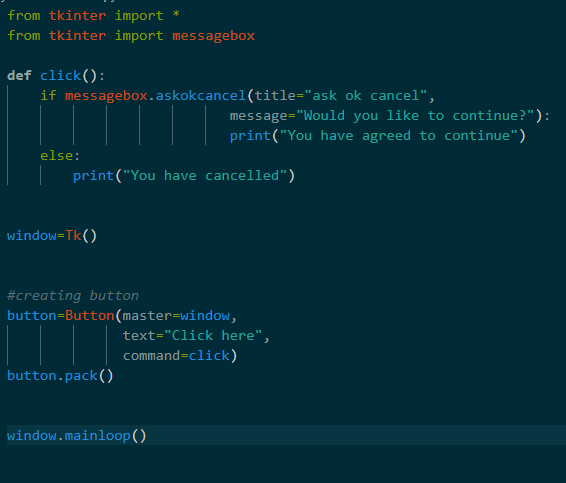 from tkinter import *
from tkinter import messagebox

def click():
    if messagebox.askokcancel(title="ask ok cancel",
                           message="Would you like to continue?"):
                           print("You have agreed to continue")
    else:
        print("You have cancelled")


window=Tk()


#creating button
button=Button(master=window,
              text="Click here",
              command=click)
button.pack()


window.mainloop()